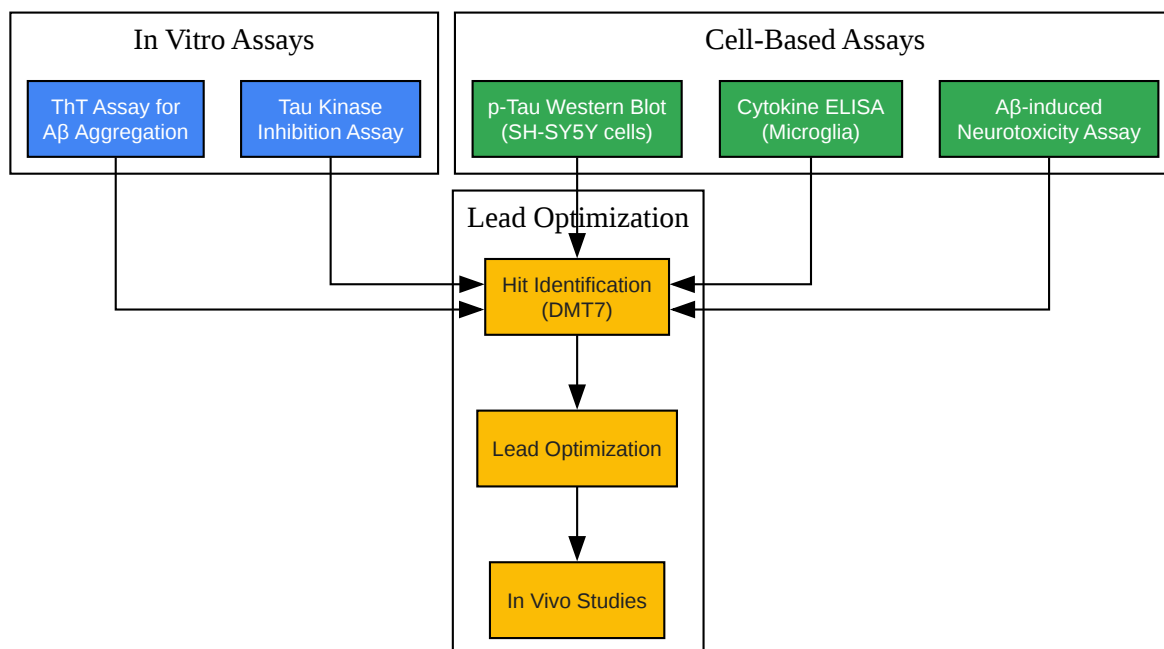 In Vitro Assays
Cell-Based Assays
ThT Assay for
Aβ Aggregation
Tau Kinase
Inhibition Assay
p-Tau Western Blot
(SH-SY5Y cells)
Cytokine ELISA
(Microglia)
Aβ-induced
Neurotoxicity Assay
Lead Optimization
Hit Identification
(DMT7)
Lead Optimization
In Vivo Studies